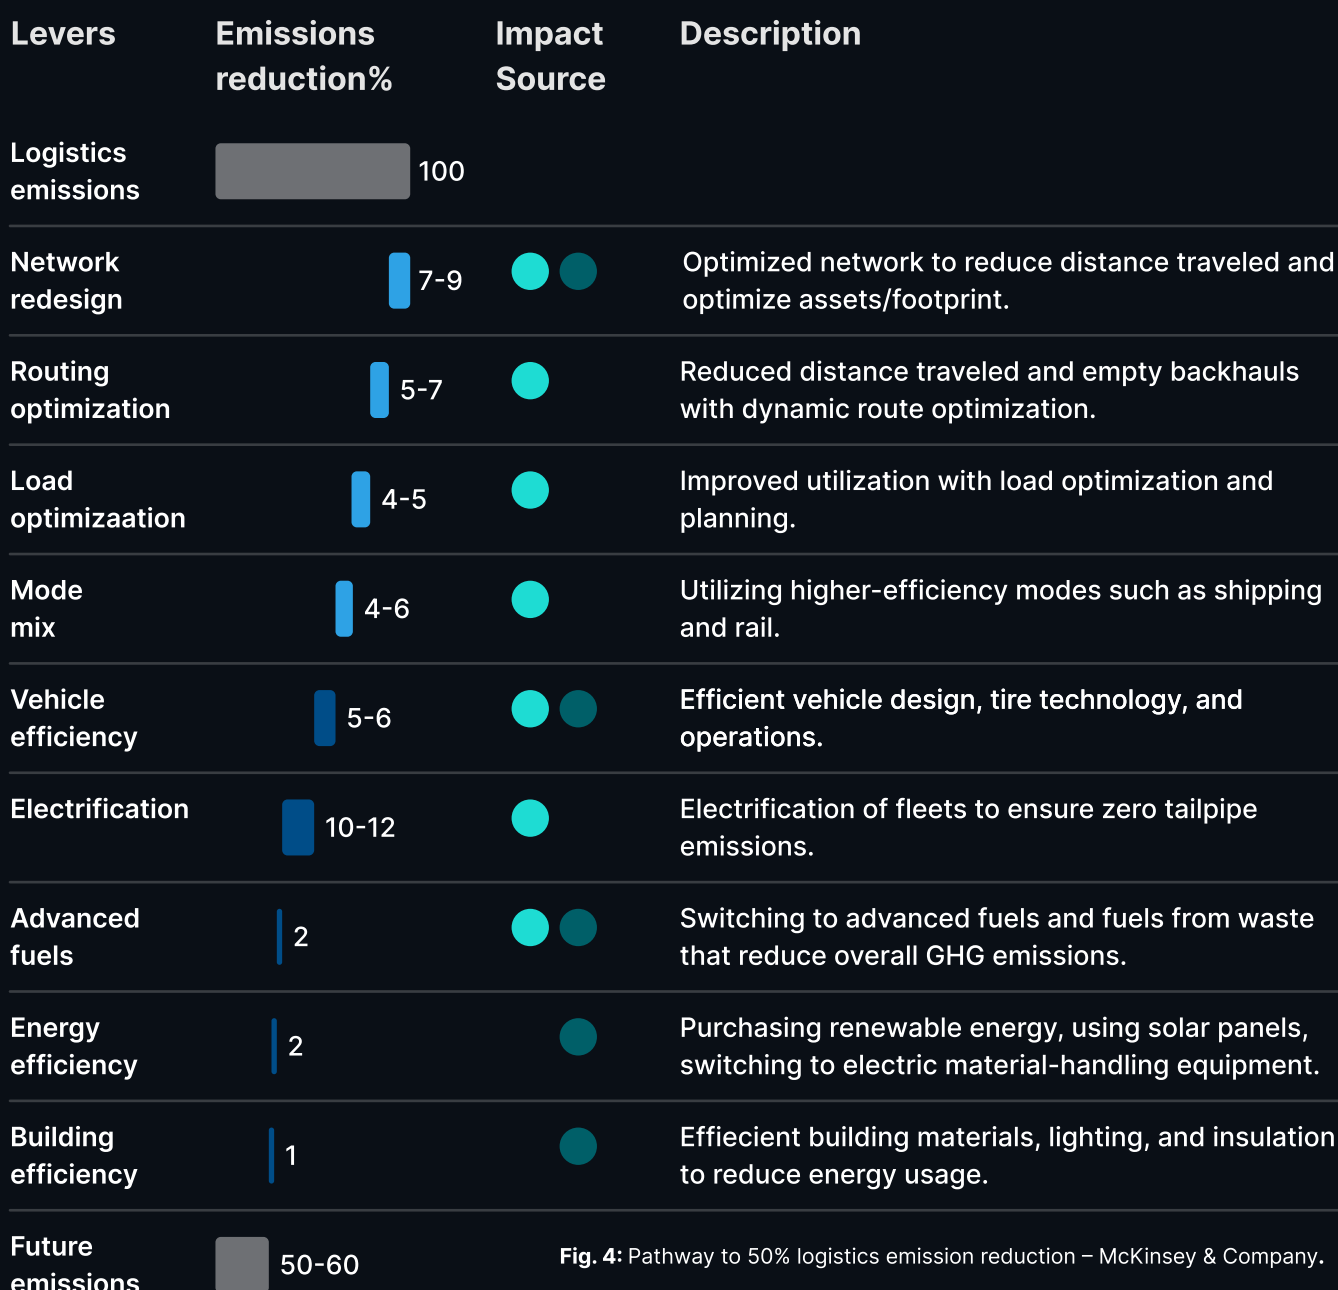 Levers
Emissions
reduction%
Impact
Source
Description
Logistics
emissions
100
Network
redesign
7-9
Optimized network to reduce distance traveled and
optimize assets/footprint.
Routing
optimization
5-7
Reduced distance traveled and empty backhauls
with dynamic route optimization.
Load
optimizaation
4-5
Improved utilization with load optimization and
planning.
Mode
mix
4-6
Utilizing higher-efficiency modes such as shipping
and rail.
Vehicle
efficiency
5-6
Efficient vehicle design, tire technology, and
operations.
Electrification
10-12
Electrification of fleets to ensure zero tailpipe
emissions.
Advanced
fuels
2
Switching to advanced fuels and fuels from waste
that reduce overall GHG emissions.
Energy
efficiency
2
Purchasing renewable energy, using solar panels,
switching to electric material-handling equipment.
Building
efficiency
1
Effiecient building materials, lighting, and insulation
to reduce energy usage.
Future
emissions
50-60
Fig. 4: Pathway to 50% logistics emission reduction – McKinsey & Company.